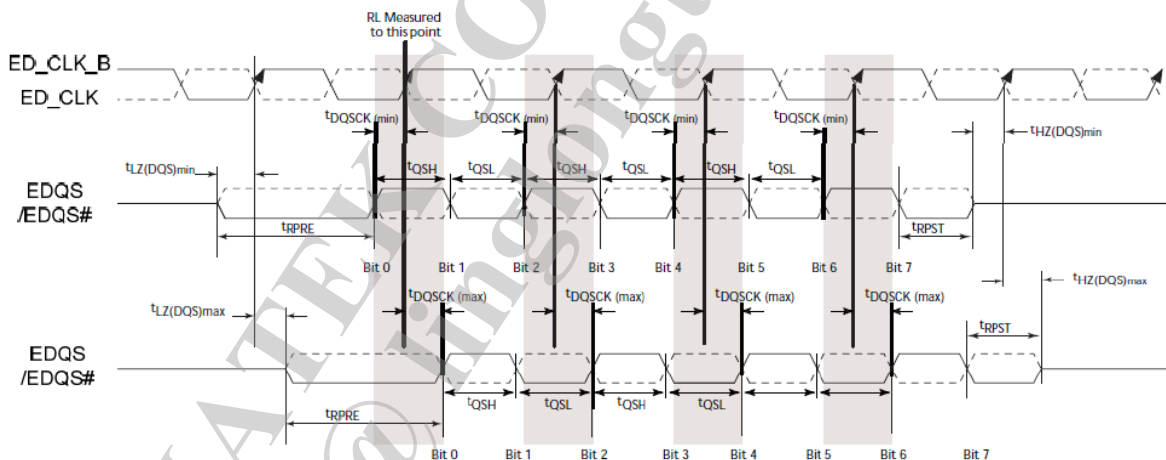 RL Measured
to this point
ED_CLK_B
ED_CLK
tDQSCK (min) tDQSCK (min) tDQSCK (min) tDQSCK (min)
tHZ(DQS)min
tLZ(DQS)min
tQSH tQSL tQSH tQSL tQSH tQSL
EDQS
/EDQS#
tRPRE
tRPST
Bit 0 Bit 1 Bit 2 Bit 3 Bit 4 Bit 5 Bit 6 Bit 7
tHZ(DQS)max
tDQSCK (max) tDQSCK (max) tDQSCK (max) tDQSCK (max)
tLZ(DQS)max
tRPST
EDQS
/EDQS#
tRPRE
tQSH tQSL tQSH tQSL
Bit 0 Bit 1 Bit 2 Bit 3 Bit 4 Bit 5 Bit 6 Bit 7